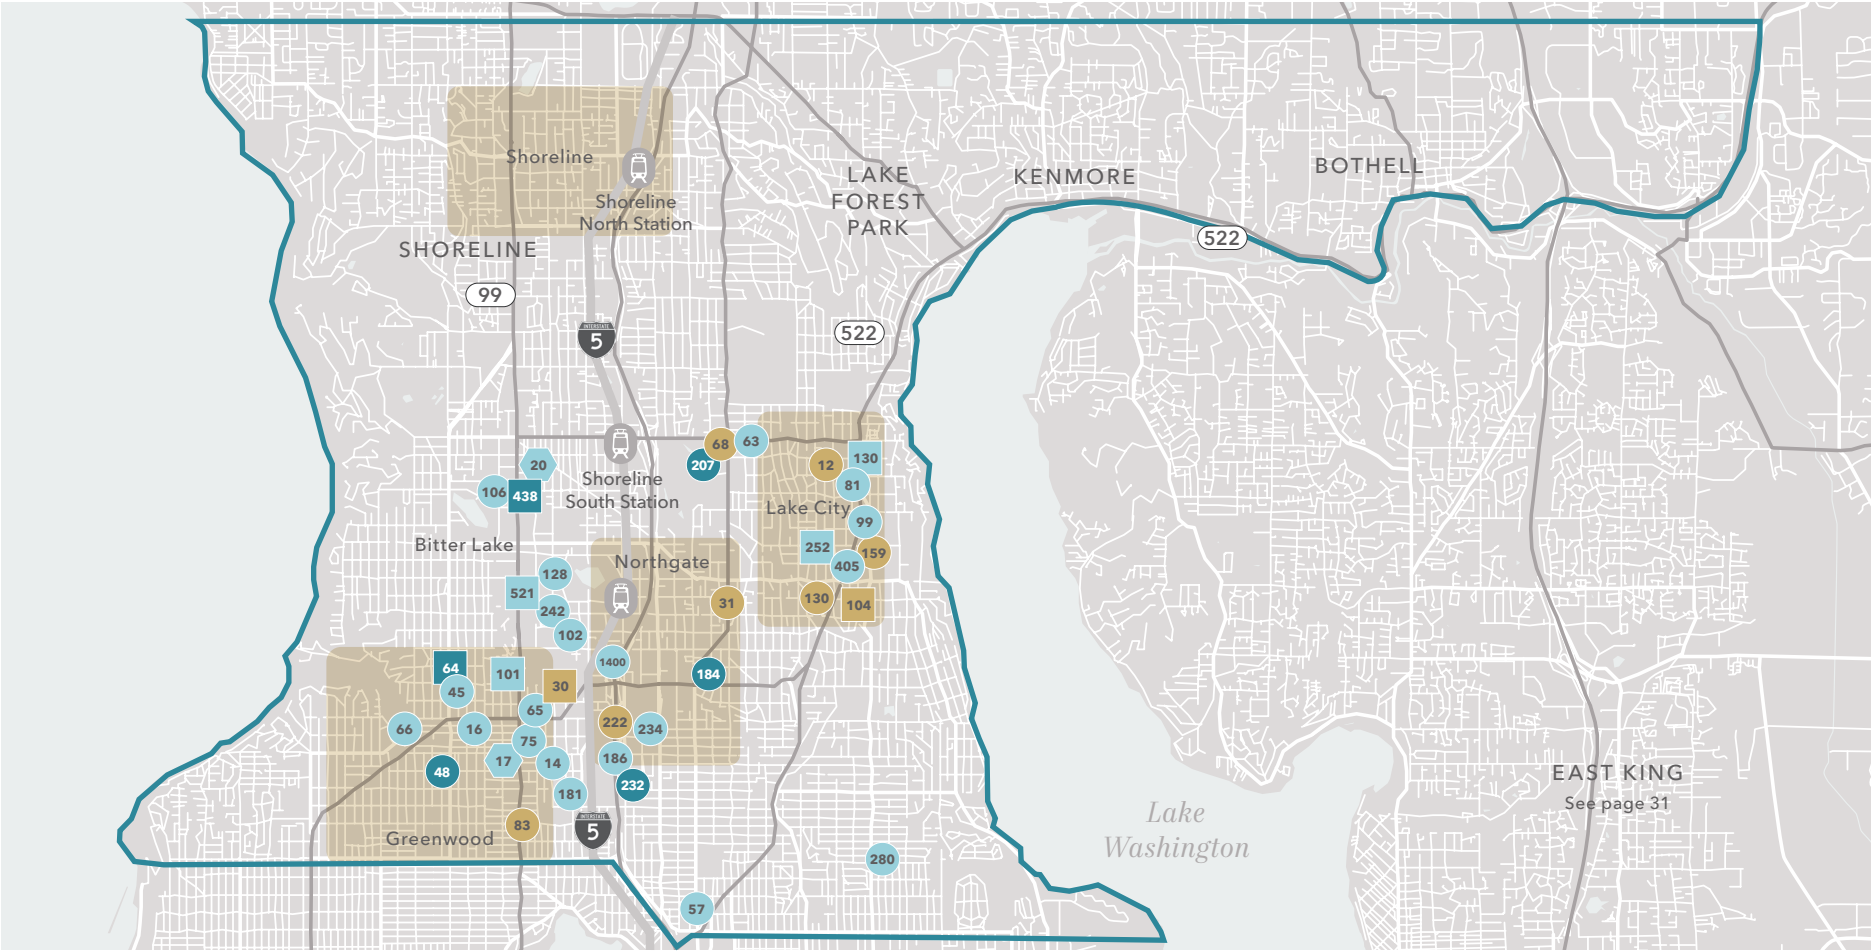 Shoreline
Shoreline
North Station
SHORELINE
99
LAKE
FOREST
PARK
KENMORE
BOTHELL
522
INTERSTATE
5
522
68
63
207
20
106
438
Shoreline
South Station
12
130
81
Lake City
99
252
159
405
130
104
Bitter Lake
Northgate
128
521
242
102
31
1400
184
64
45
101
30
65
66
16
75
222
234
48
17
14
186
181
232
83
INTERSTATE
5
Greenwood
280
57
Lake
Washington
EAST KING
See page 31